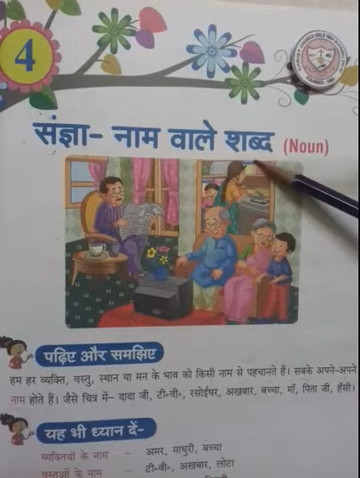 4
संज्ञा- नाम वाले शब्द (Noun)
पढ़िए और समझिए
हम हर व्यक्ति, वस्तु, स्थान या मन के भाव को किसी नाम से पहचानते हैं। सबके अपने-अपने
नाम होते हैं। जैसे चित्र में- दादा जी, टी॰वी॰, रसोईघर, अखबार, बच्चा, माँ, पिता जी, हँसी।
यह भी ध्यान दें-
व्यक्तियों के नाम - अमर, माधुरी, बच्चा
वस्तुओं के नाम - टी॰वी॰, अखबार, लोटा